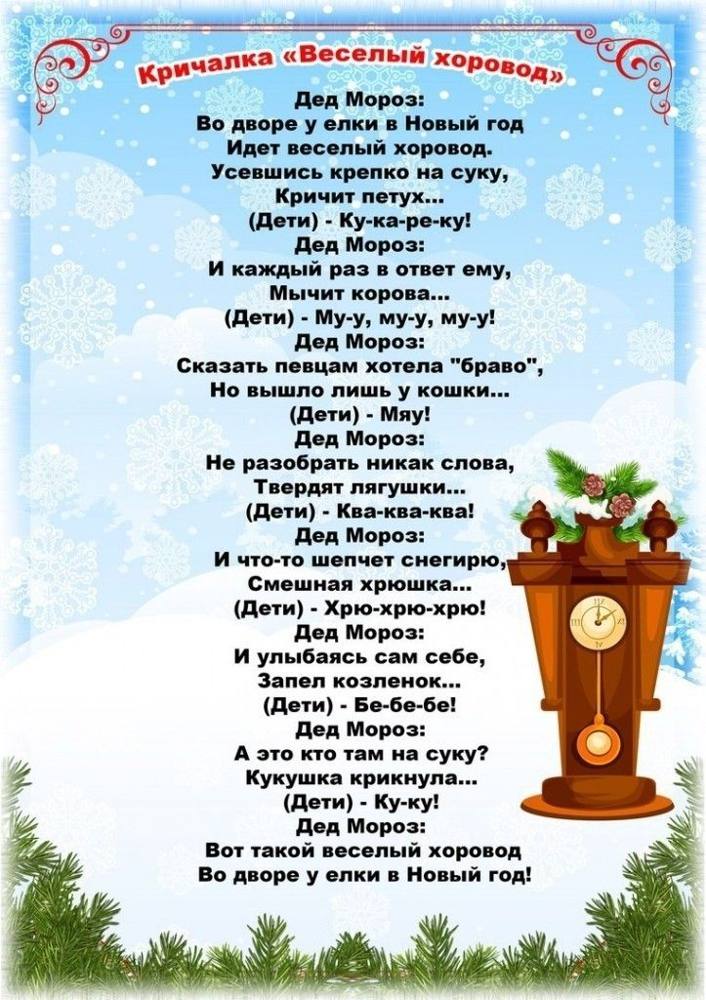 Кричалка «Веселый хоровод»
Дед Мороз:
Во дворе у елки в Новый год
Идет веселый хоровод.
Усевшись крепко на суку,
Кричит петух...
(Дети) - Ку-ка-ре-ку!
Дед Мороз:
И каждый раз в ответ ему,
Мычит корова...
(Дети) - Му-у, му-у, му-у!
Дед Мороз:
Сказать певцам хотела "браво",
Но вышло лишь у кошки...
(Дети) - Мяу!
Дед Мороз:
Не разобрать никак слова,
Твердят лягушки...
(Дети) - Ква-ква-ква!
Дед Мороз:
И что-то шепчет снегирю,
Смешная хрюшка...
(Дети) - Хрю-хрю-хрю!
Дед Мороз:
И улыбаясь сам себе,
Запел козленок...
(Дети) - Бе-бе-бе!
Дед Мороз:
А это кто там на суку?
Кукушка крикнула...
(Дети) - Ку-ку!
Дед Мороз:
Вот такой веселый хоровод
Во дворе у елки в Новый год!